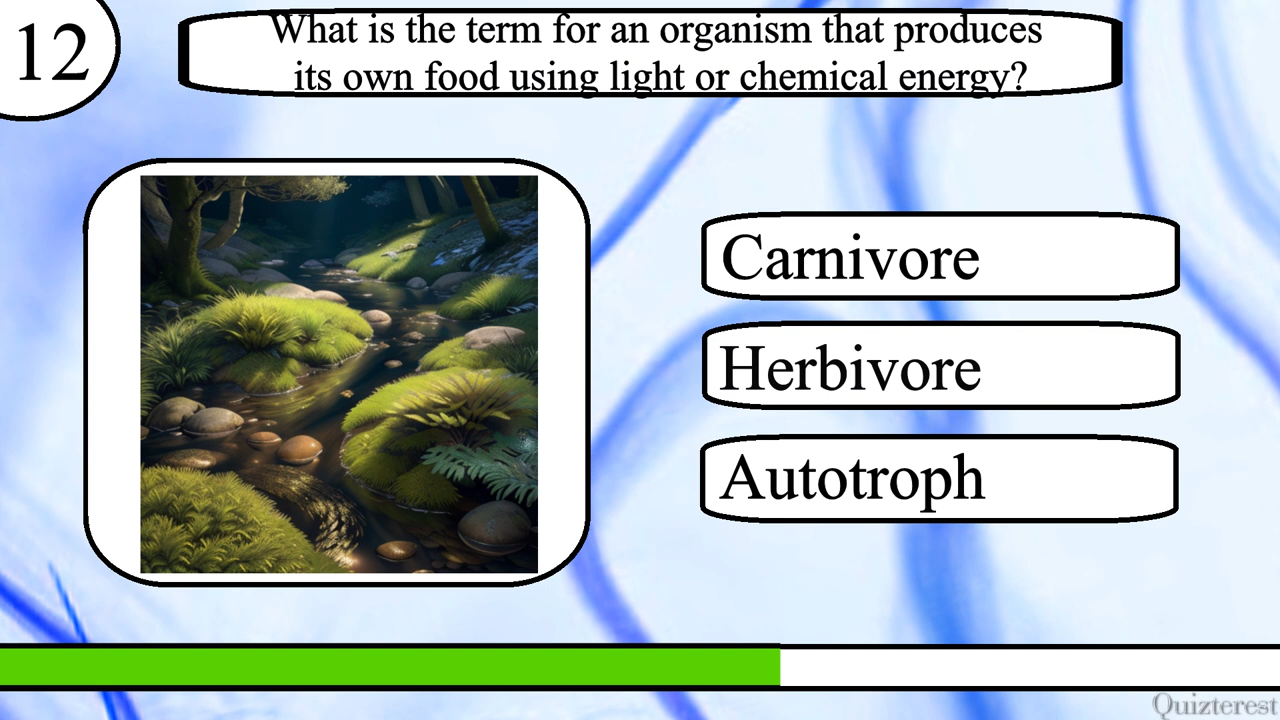 12
What is the term for an organism that produces
its own food using light or chemical energy?
Carnivore
Herbivore
Autotroph
Quizterest